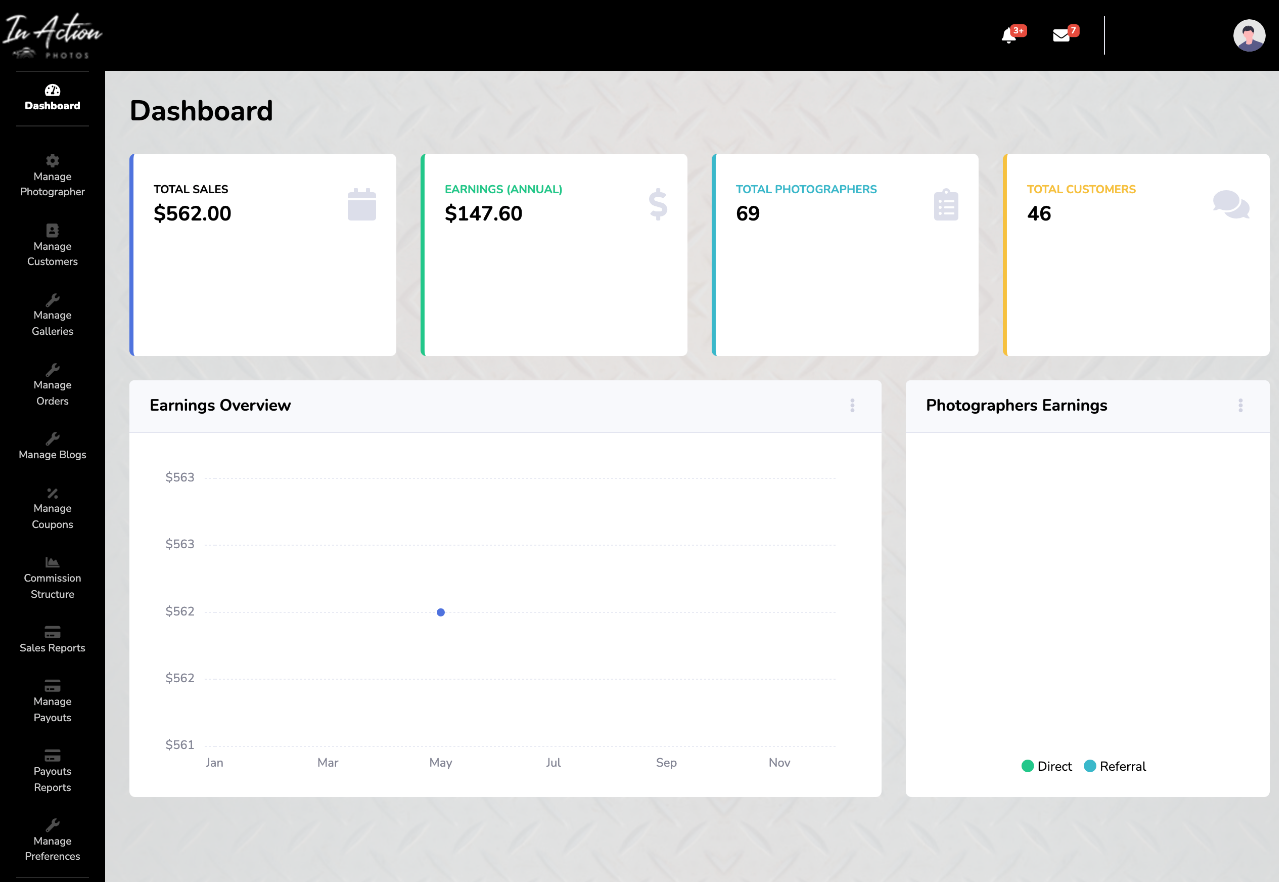 In Action
PHOTOS
3+
7
Dashboard
Manage
Photographer
Manage
Customers
Manage
Galleries
Manage
Orders
Manage Blogs
Manage
Coupons
Commission
Structure
Sales Reports
Manage
Payouts
Payouts
Reports
Manage
Preferences
Dashboard
TOTAL SALES
$562.00
EARNINGS (ANNUAL)
$147.60
TOTAL PHOTOGRAPHERS
69
TOTAL CUSTOMERS
46
Earnings Overview
$563
$563
$562
$562
$561
Jan Mar May Jul Sep Nov
Photographers Earnings
Direct Referral